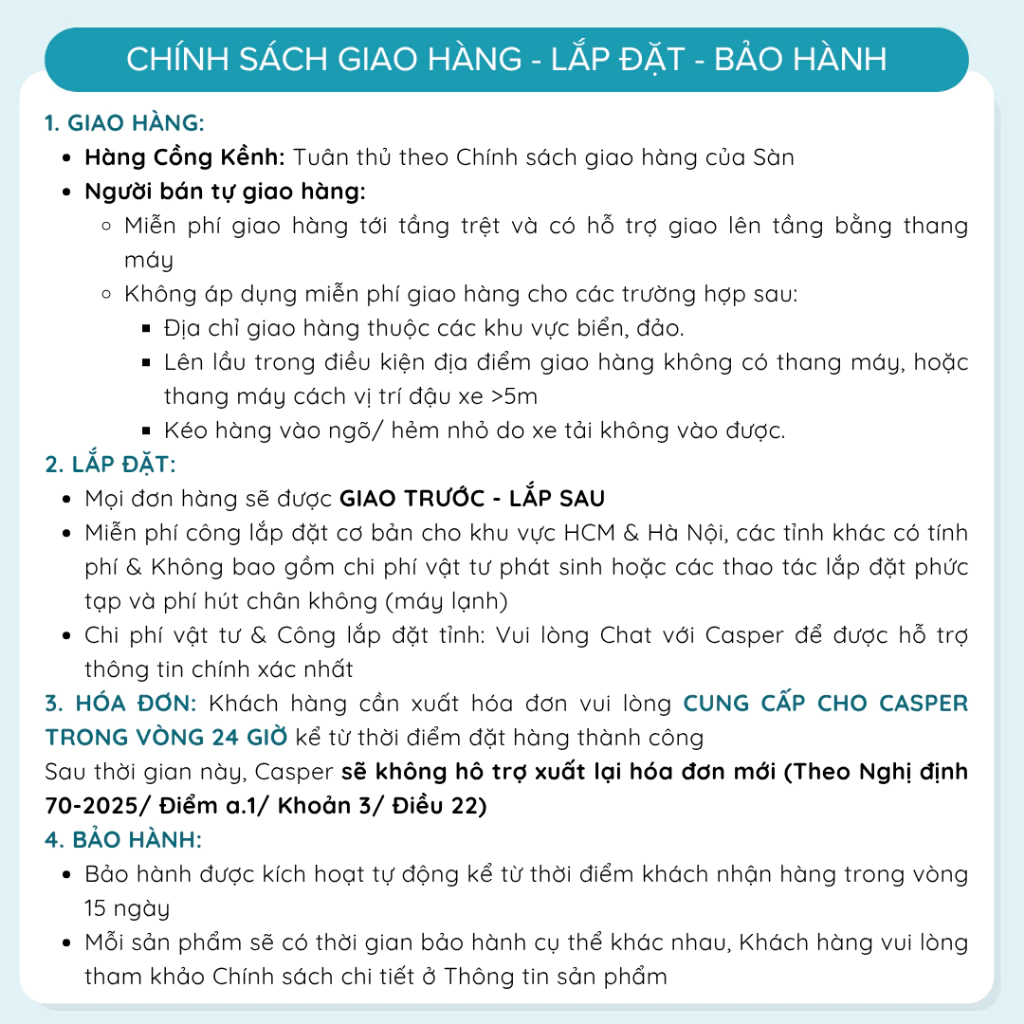 CHÍNH SÁCH GIAO HÀNG - LẮP ĐẶT - BẢO HÀNH
1. GIAO HÀNG:
• Hàng Cồng Kềnh: Tuân thủ theo Chính sách giao hàng của Sàn
• Người bán tự giao hàng:
◦ Miễn phí giao hàng tới tầng trệt và có hỗ trợ giao lên tầng bằng thang
máy
◦ Không áp dụng miễn phí giao hàng cho các trường hợp sau:
▪ Địa chỉ giao hàng thuộc các khu vực biển, đảo.
▪ Lên lầu trong điều kiện địa điểm giao hàng không có thang máy, hoặc
thang máy cách vị trí đậu xe >5m
▪ Kéo hàng vào ngõ/ hẻm nhỏ do xe tải không vào được.
2. LẮP ĐẶT:
• Mọi đơn hàng sẽ được GIAO TRƯỚC - LẮP SAU
• Miễn phí công lắp đặt cơ bản cho khu vực HCM & Hà Nội, các tỉnh khác có tính
phí & Không bao gồm chi phí vật tư phát sinh hoặc các thao tác lắp đặt phức
tạp và phí hút chân không (máy lạnh)
• Chi phí vật tư & Công lắp đặt tỉnh: Vui lòng Chat với Casper để được hỗ trợ
thông tin chính xác nhất
3. HÓA ĐƠN: Khách hàng cần xuất hóa đơn vui lòng CUNG CẤP CHO CASPER
TRONG VÒNG 24 GIỜ kể từ thời điểm đặt hàng thành công
Sau thời gian này, Casper sẽ không hô trợ xuất lại hóa đơn mới (Theo Nghị định
70-2025/ Điểm a.1/ Khoản 3/ Điều 22)
4. BẢO HÀNH:
• Bảo hành được kích hoạt tự động kể từ thời điểm khách nhận hàng trong vòng
15 ngày
• Mỗi sản phẩm sẽ có thời gian bảo hành cụ thể khác nhau, Khách hàng vui lòng
tham khảo Chính sách chi tiết ở Thông tin sản phẩm